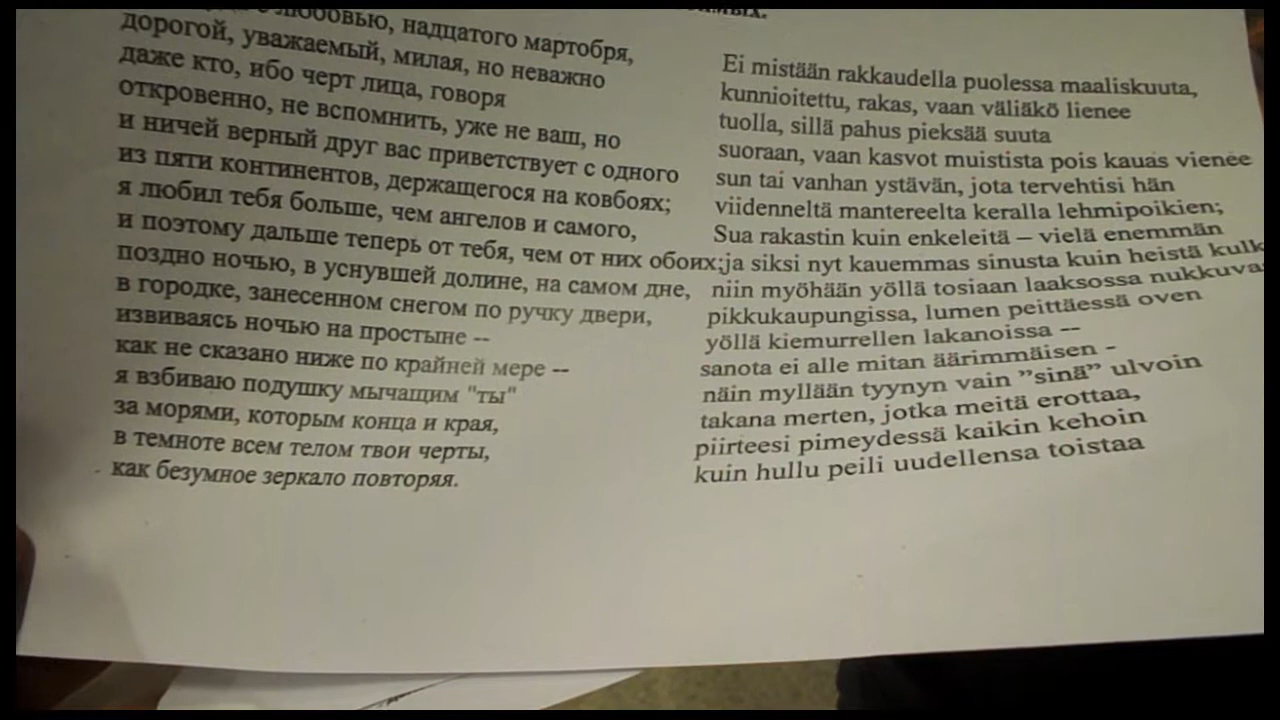 с любовью, надцатого мартобря,
дорогой, уважаемый, милая, но неважно
даже кто, ибо черт лица, говоря
откровенно, не вспомнить, уже не ваш, но
и ничей верный друг вас приветствует с одного
из пяти континентов, держащегося на ковбоях;
я любил тебя больше, чем ангелов и самого,
и поэтому дальше теперь от тебя, чем от них обоих;
поздно ночью, в уснувшей долине, на самом дне,
в городке, занесенном снегом по ручку двери,
извиваясь ночью на простыне --
как не сказано ниже по крайней мере --
я взбиваю подушку мычащим "ты"
за морями, которым конца и края,
в темноте всем телом твои черты,
как безумное зеркало повторяя.
Ei mistään rakkaudella puolessa maaliskuuta,
kunnioitettu, rakas, vaan väliäkö lienee
tuolla, sillä pahus pieksää suuta
suoraan, vaan kasvot muistista pois kauas vienee
sun tai vanhan ystävän, jota tervehtisi hän
viidenneltä mantereelta keralla lehmipoikien;
Sua rakastin kuin enkeleitä – vielä enemmän
ja siksi nyt kauemmas sinusta kuin heistä kulk
niin myöhään yöllä tosiaan laaksossa nukkuva
pikkukaupungissa, lumen peittäessä oven
yöllä kiemurrellen lakanoissa --
sanota ei alle mitan äärimmäisen -
näin myllään tyynyn vain ”sinä” ulvoin
takana merten, jotka meitä erottaa,
piirteesi pimeydessä kaikin kehoin
kuin hullu peili uudellensa toistaa